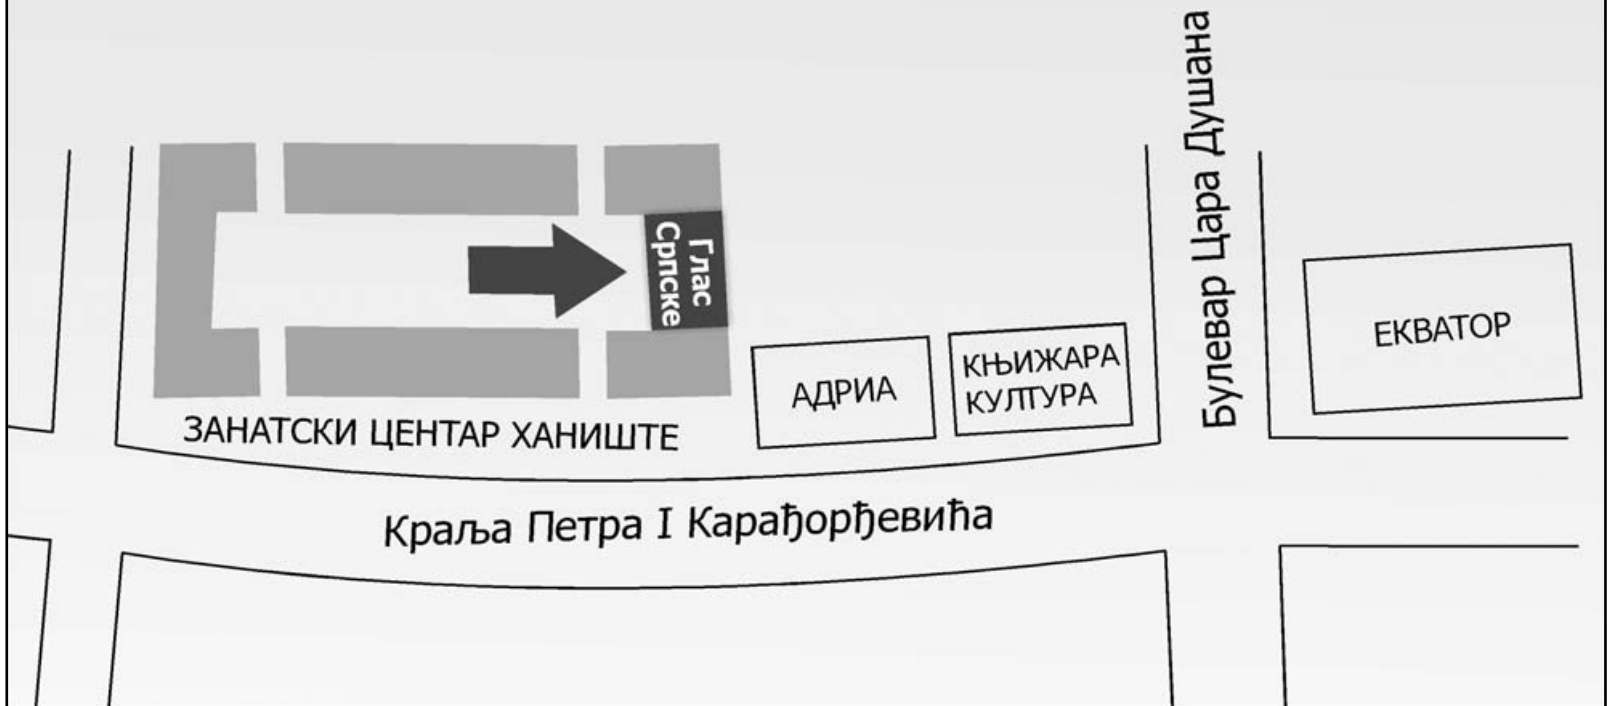 Булевар Цара Душана
Глас
Српске
ЕКВАТОР
АДРИА
КЊИЖАРА
КУЛТУРА
ЗАНАТСКИ ЦЕНТАР ХАНИШТЕ
Краља Петра I Карађорђевића